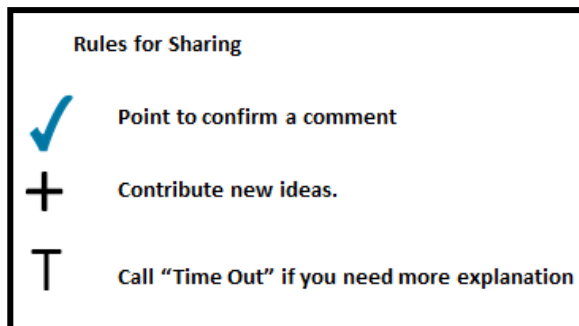 Rules for Sharing
✓ Point to confirm a comment
+ Contribute new ideas.
T Call “Time Out” if you need more explanation